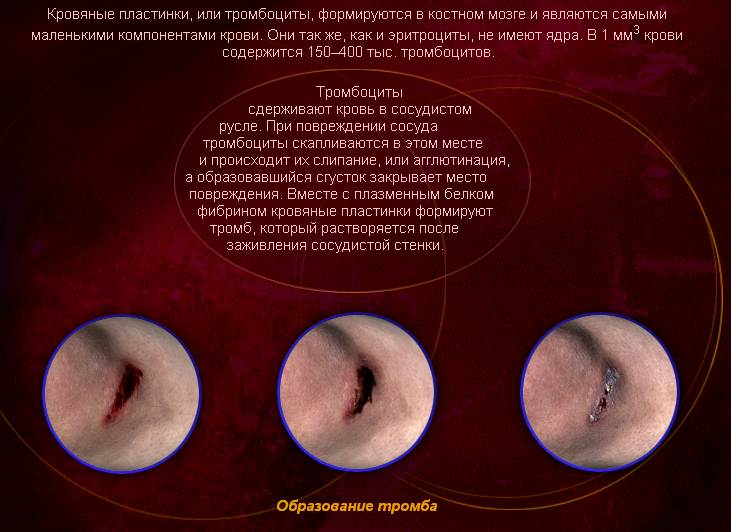 Кровяные пластинки, или тромбоциты, формируются в костном мозге и являются самыми
маленькими компонентами крови. Они так же, как и эритроциты, не имеют ядра. В 1 мм³ крови
содержится 150–400 тыс. тромбоцитов.
Тромбоциты
сдерживают кровь в сосудистом
русле. При повреждении сосуда
тромбоциты скапливаются в этом месте
и происходит их слипание, или агглютинация,
а образовавшийся сгусток закрывает место
повреждения. Вместе с плазменным белком
фибрином кровяные пластинки формируют
тромб, который растворяется после
заживления сосудистой стенки.
Образование тромба